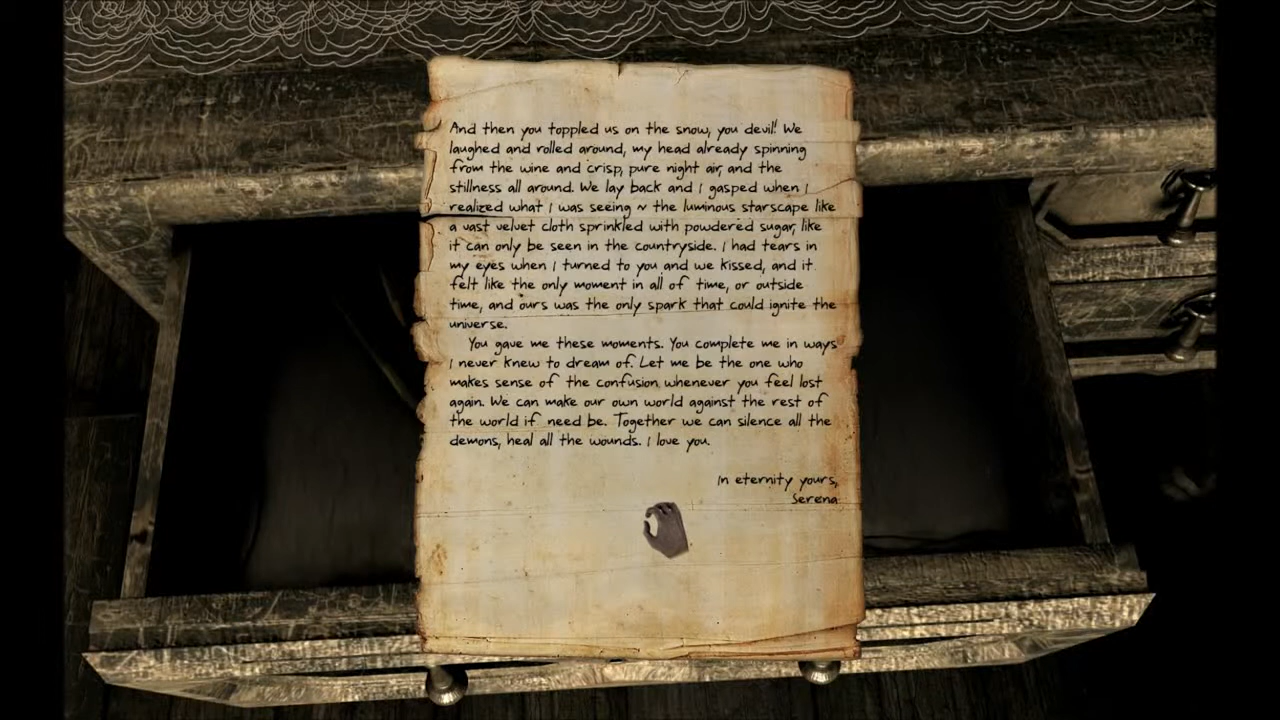 And then you toppled us on the snow, you devil! We
laughed and rolled around, my head already spinning
from the wine and crisp, pure night air, and the
stillness all around. We lay back and I gasped when I
realized what I was seeing ~ the luminous starscape like
a vast velvet cloth sprinkled with powdered sugar, like
it can only be seen in the countryside. I had tears in
my eyes when I turned to you and we kissed, and it
felt like the only moment in all of time, or outside
time, and ours was the only spark that could ignite the
universe.
You gave me these moments. You complete me in ways
I never knew to dream of. Let me be the one who
makes sense of the confusion whenever you feel lost
again. We can make our own world against the rest of
the world if need be. Together we can silence all the
demons, heal all the wounds. I love you.
In eternity yours,
Serena